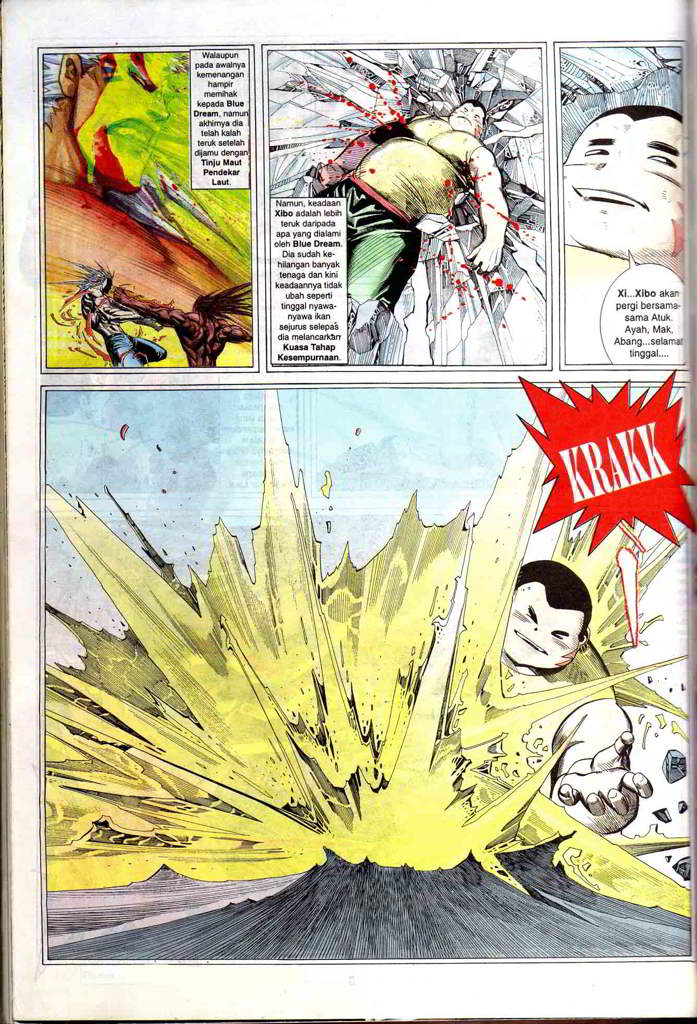 Walaupun
pada awalnya
kemenangan
hampir
memihak
kepada Blue
Dream, namun
akhirnya dia
telah kalah
teruk setelah
dijamu dengan
Tinju Maut
Pendekar
Laut.
Namun, keadaan
Xibo adalah lebih
teruk daripada
apa yang dialami
oleh Blue Dream.
Dia sudah ke-
hilangan banyak
tenaga dan kini
keadaannya tidak
ubah seperti
tinggal nyawa-
nyawa ikan
sejurus selepas
dia melancarkan
Kuasa Tahap
Kesempurnaan.
Xi...Xibo akan
pergi bersama-
sama Atuk.
Ayah, Mak,
Abang...selamat
tinggal....
KRAKK